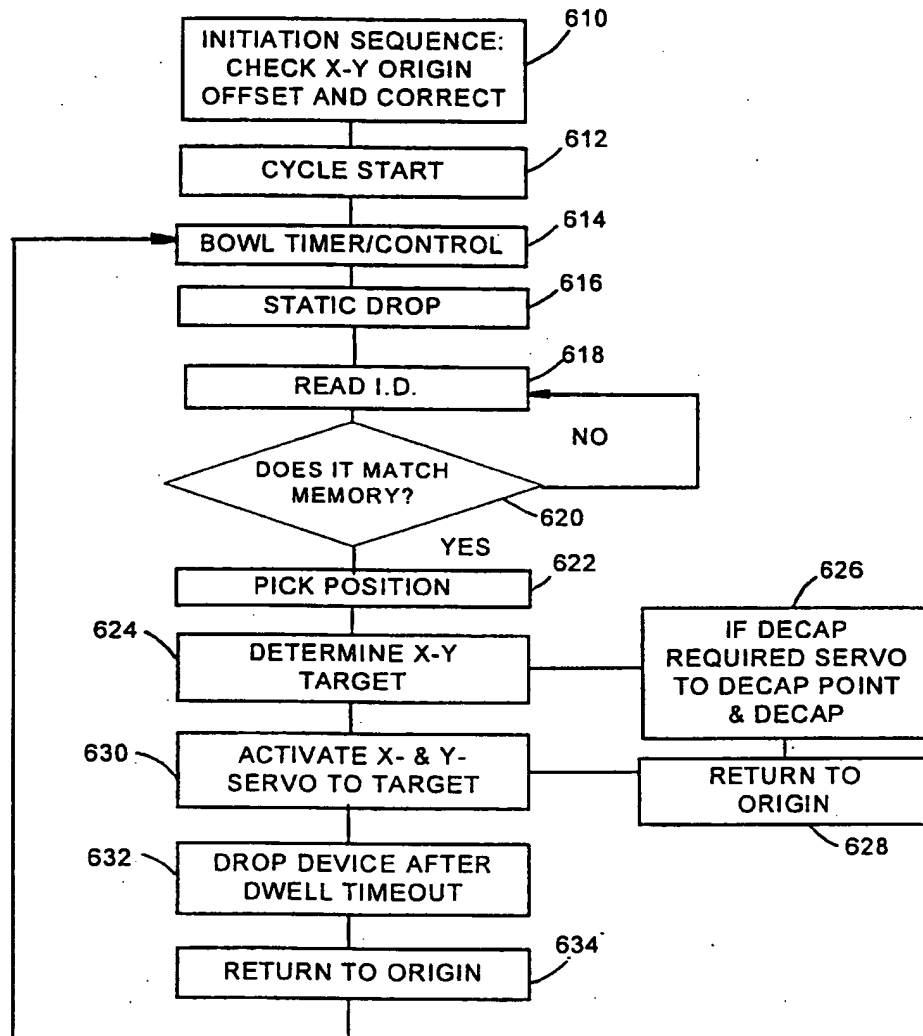 INITIATION SEQUENCE:
CHECK X-Y ORIGIN
OFFSET AND CORRECT
610
CYCLE START
612
BOWL TIMER/CONTROL
614
STATIC DROP
616
READ I.D.
618
NO
DOES IT MATCH
MEMORY?
620
YES
PICK POSITION
622
624
DETERMINE X-Y
TARGET
626
IF DECAP
REQUIRED SERVO
TO DECAP POINT
& DECAP
630
ACTIVATE X- & Y-
SERVO TO TARGET
RETURN TO
ORIGIN
628
632
DROP DEVICE AFTER
DWELL TIMEOUT
RETURN TO ORIGIN
634